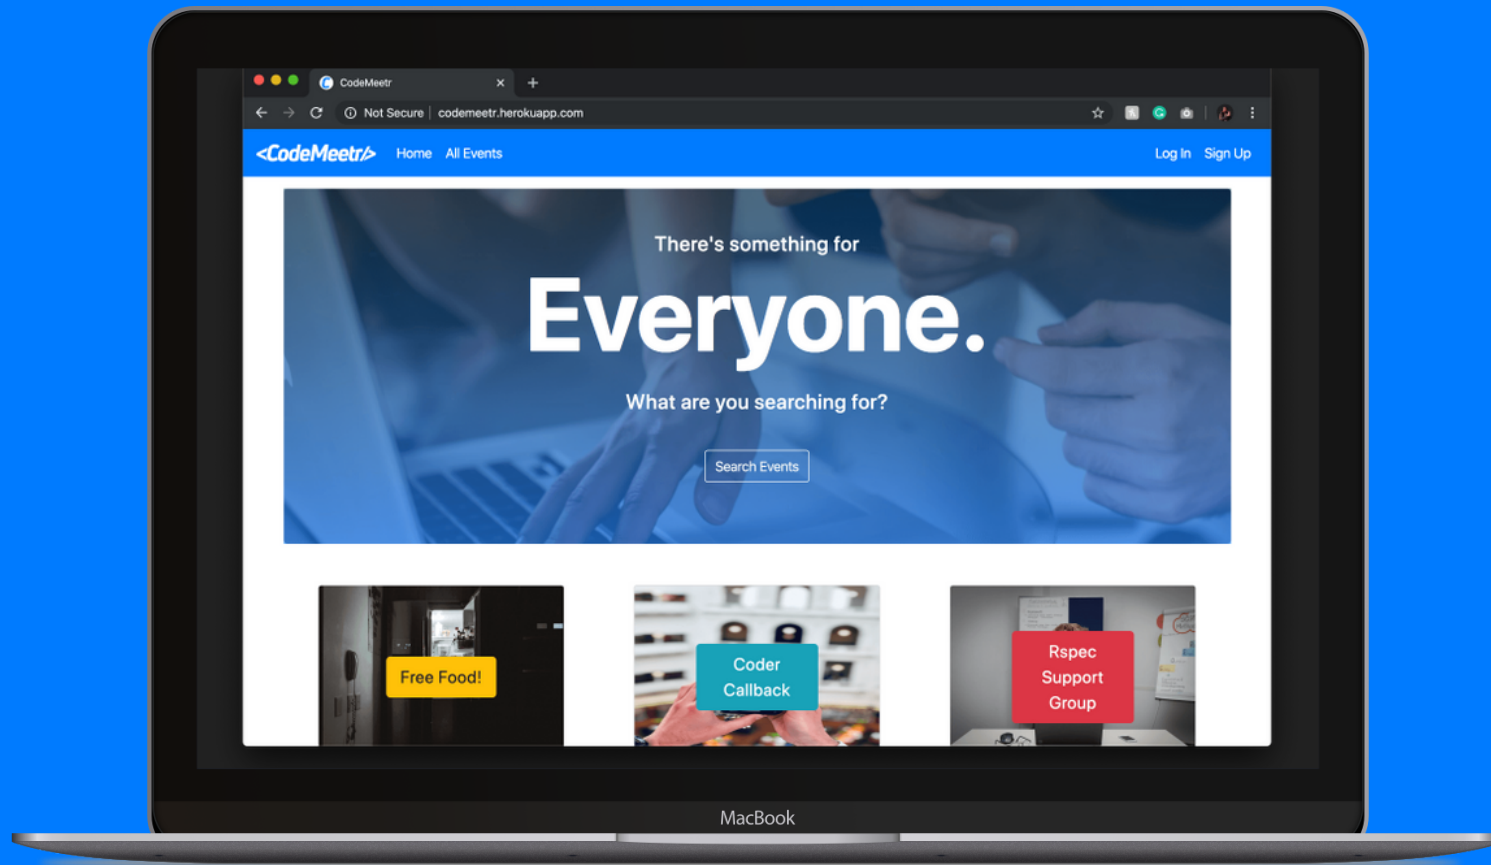 CodeMeetr
Not Secure | codemeetr.herokuapp.com
<CodeMeetr/> Home All Events Log In Sign Up
There's something for
Everyone.
What are you searching for?
Search Events
Free Food!
Coder
Callback
Rspec
Support
Group
MacBook